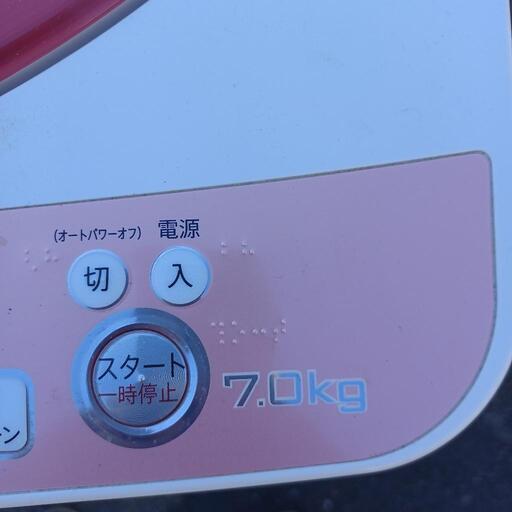 (オートパワーオフ) 電源
切 入
スタート
一時停止
7.0kg
ン